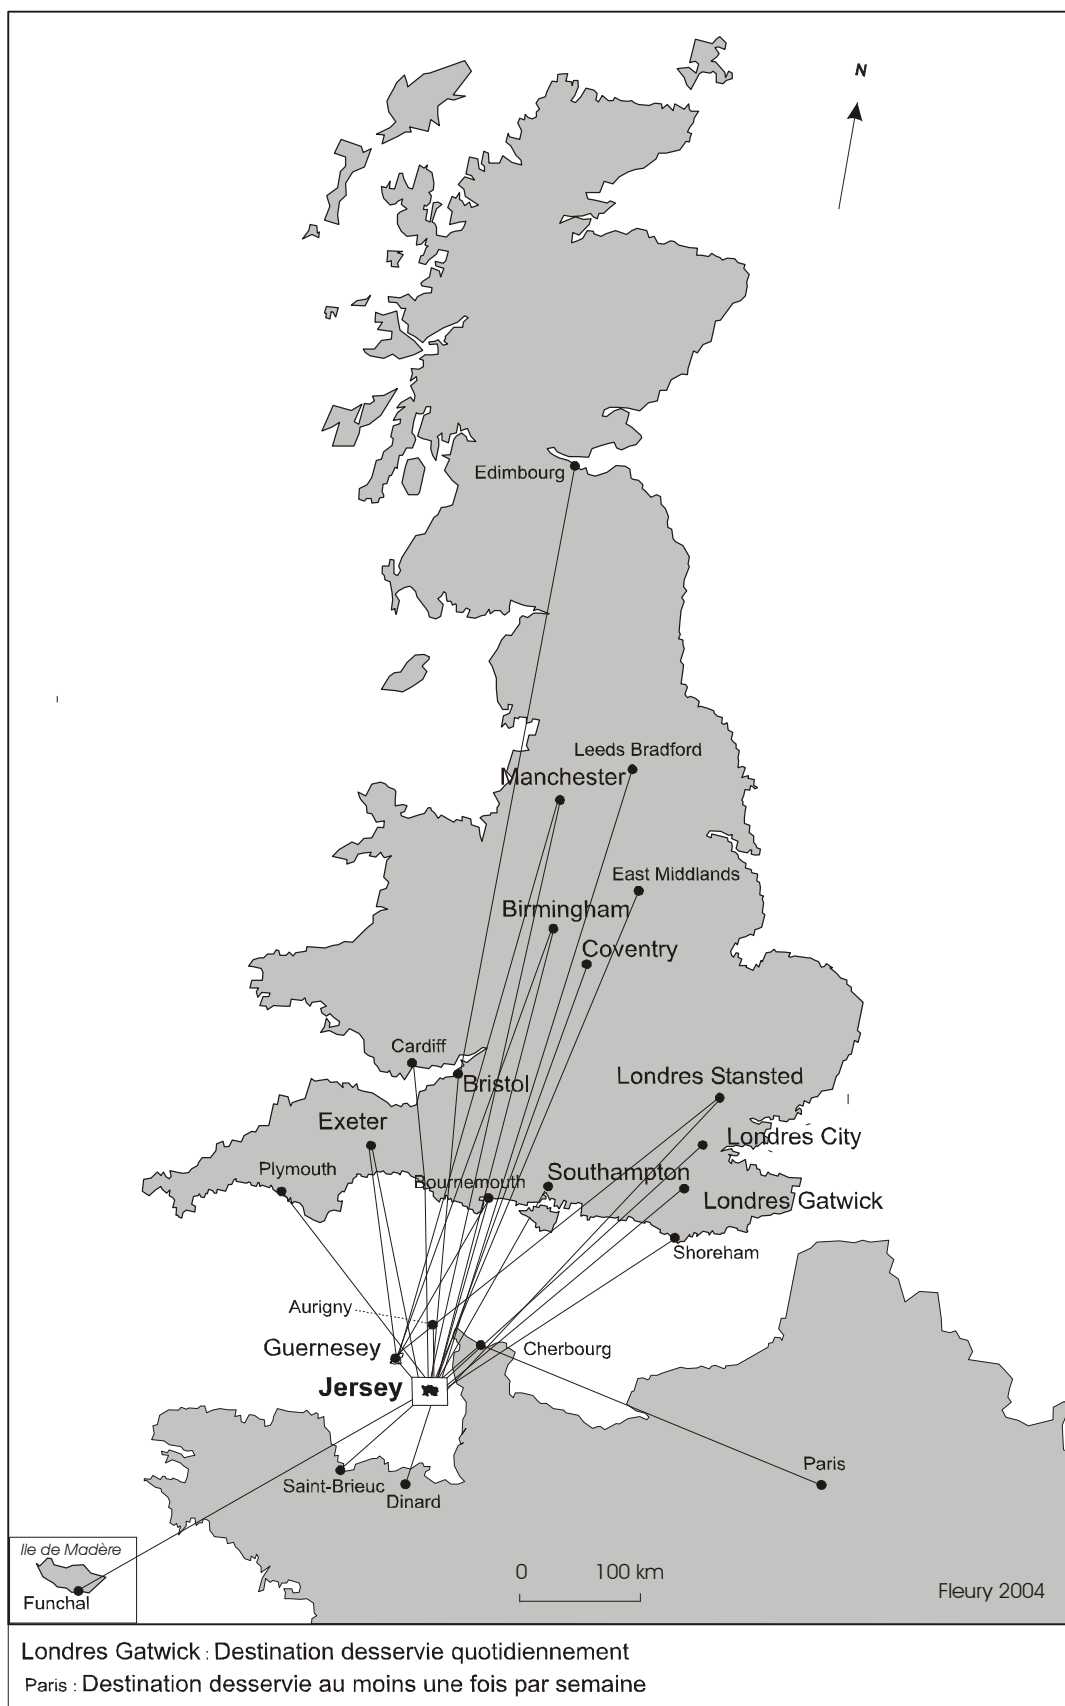 N
Edimbourg
Leeds Bradford
Manchester
East Middlands
Birmingham
Coventry
Cardiff
Bristol
Londres Stansted
Exeter
Londres City
Plymouth
Bournemouth
Southampton
Londres Gatwick
Shoreham
Aurigny
Guernesey
Cherbourg
Jersey
Paris
Saint-Brieuc
Dinard
Ile de Madère
Funchal
0 100 km
Fleury 2004
Londres Gatwick : Destination desservie quotidiennement
Paris : Destination desservie au moins une fois par semaine